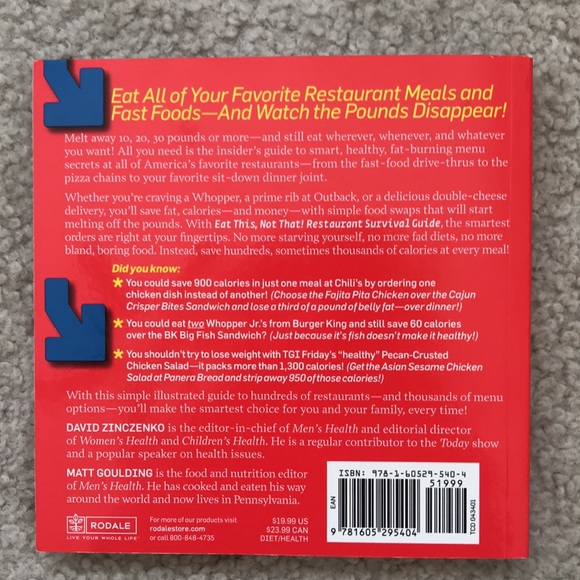 Eat All of Your Favorite Restaurant Meals and
Fast Foods—And Watch the Pounds Disappear!
Melt away 10, 20, 30 pounds or more—and still eat wherever, whenever, and whatever
you want! All you need is the insider's guide to smart, healthy, fat-burning menu
secrets at all of America's favorite restaurants—from the fast-food drive-thrus to the
pizza chains to your favorite sit-down dinner joint.
Whether you're craving a Whopper, a prime rib at Outback, or a delicious double-cheese
delivery, you'll save fat, calories—and money—with simple food swaps that will start
melting off the pounds. With Eat This, Not That! Restaurant Survival Guide, the smartest
orders are right at your fingertips. No more starving yourself, no more fad diets, no more
bland, boring food. Instead, save hundreds, sometimes thousands of calories at every meal!
Did you know:
★ You could save 900 calories in just one meal at Chili's by ordering one
chicken dish instead of another! (Choose the Fajita Pita Chicken over the Cajun
Crisper Bites Sandwich and lose a third of a pound of belly fat—over dinner!)
★ You could eat two Whopper Jr.'s from Burger King and still save 60 calories
over the BK Big Fish Sandwich? (Just because it's fish doesn't make it healthy!)
★ You shouldn't try to lose weight with TGI Friday's "healthy" Pecan-Crusted
Chicken Salad—it packs more than 1,300 calories! (Get the Asian Sesame Chicken
Salad at Panera Bread and strip away 950 of those calories!)
With this simple illustrated guide to hundreds of restaurants—and thousands of menu
options—you'll make the smartest choice for you and your family, every time!
DAVID ZINCZENKO is the editor-in-chief of Men's Health and editorial director
of Women's Health and Children's Health. He is a regular contributor to the Today show
and a popular speaker on health issues.
MATT GOULDING is the food and nutrition editor
of Men's Health. He has cooked and eaten his way
around the world and now lives in Pennsylvania.
RODALE
LIVE YOUR WHOLE LIFE™
For more of our products visit
rodalestore.com
or call 800-848-4735
$19.99 US
$23.99 CAN
DIET/HEALTH
ISBN: 978-1-60529-540-4
51999
EAN
9 781605 295404
TCD 043401